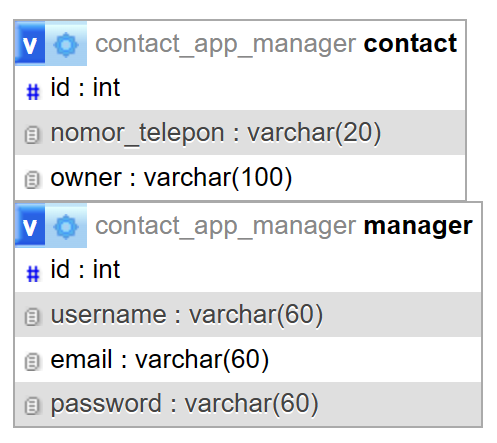 v contact_app_manager contact
# id : int
nomor_telepon : varchar(20)
owner : varchar(100)
v contact_app_manager manager
# id : int
username : varchar(60)
email : varchar(60)
password : varchar(60)